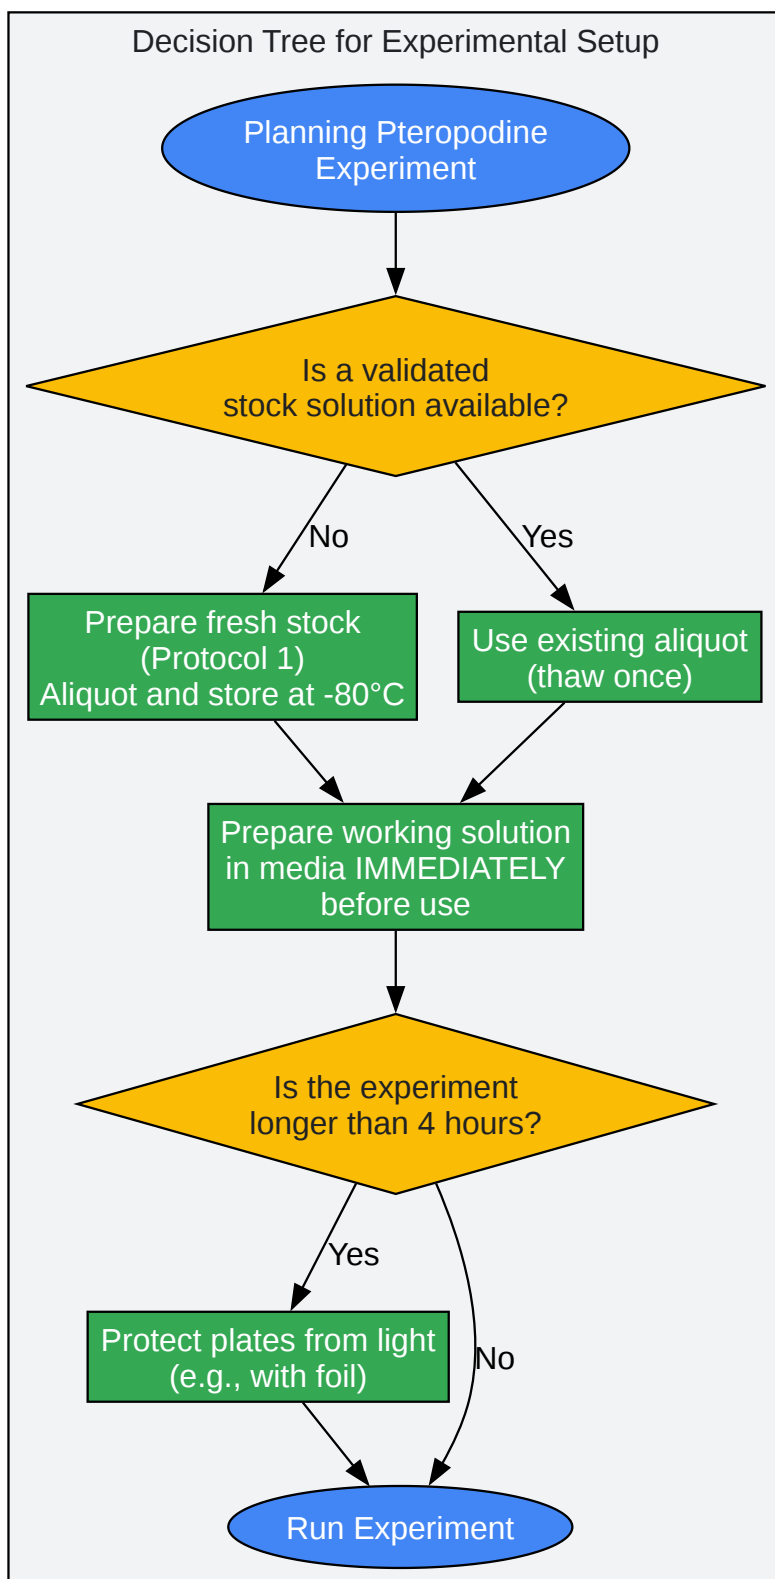 Decision Tree for Experimental Setup
Planning Pteropodine
Experiment
Is a validated
stock solution available?
No
Yes
Prepare fresh stock
(Protocol 1)
Aliquot and store at -80°C
Use existing aliquot
(thaw once)
Prepare working solution
in media IMMEDIATELY
before use
Is the experiment
longer than 4 hours?
Yes
Protect plates from light
(e.g., with foil)
No
Run Experiment